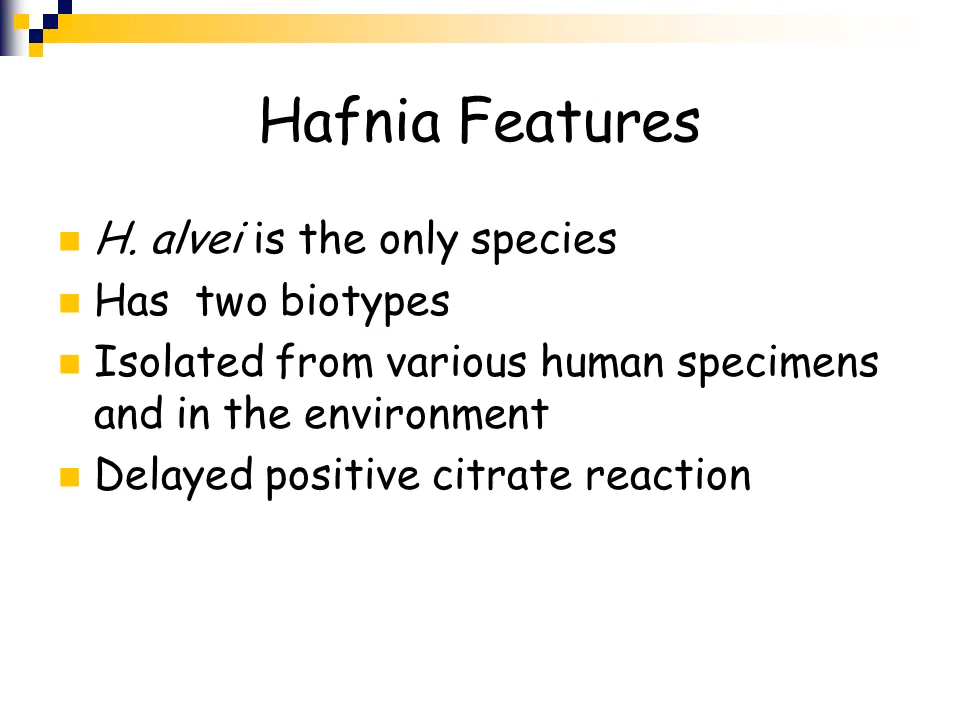 Hafnia Features
H. alvei is the only species
Has  two biotypes
Isolated from various human specimens
and in the environment
Delayed positive citrate reaction